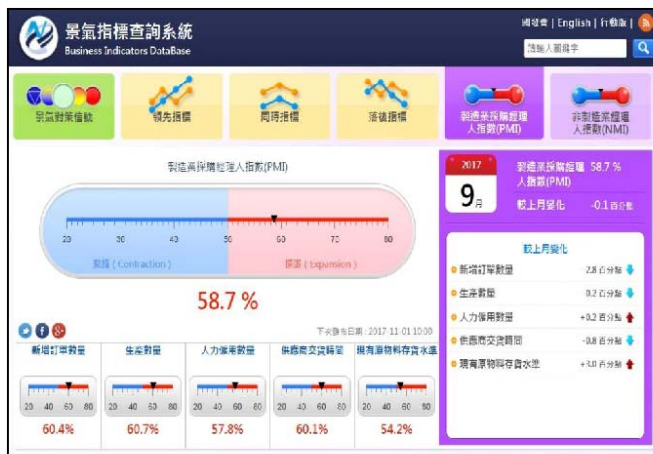 景氣指標查詢系統
Business Indicators DataBase
國發會 | English | 行動版 |
請輸入關鍵字
景氣對策信號
領先指標
同時指標
落後指標
製造業採購經理
人指數(PMI)
非製造業經理
人指數(NMI)
製造業採購經理人指數(PMI)
20 30 40 50 60 70 80
緊縮 ( Contraction )
擴張 ( Expansion )
58.7 %
下次發布日期 : 2017-11-01 10:00
新增訂單數量
20 40 60 80
60.4%
生產數量
20 40 60 80
60.7%
人力僱用數量
20 40 60 80
57.8%
供應商交貨時間
20 40 60 80
60.1%
現有原物料存貨水準
20 40 60 80
54.2%
2017
9月
製造業採購經理 58.7 %
人指數(PMI)
較上月變化 -0.1 百分點
較上月變化
新增訂單數量 2.8 百分點
生產數量 0.2 百分點
人力僱用數量 +0.2 百分點
供應商交貨時間 -0.8 百分點
現有原物料存貨水準 +3.0 百分點